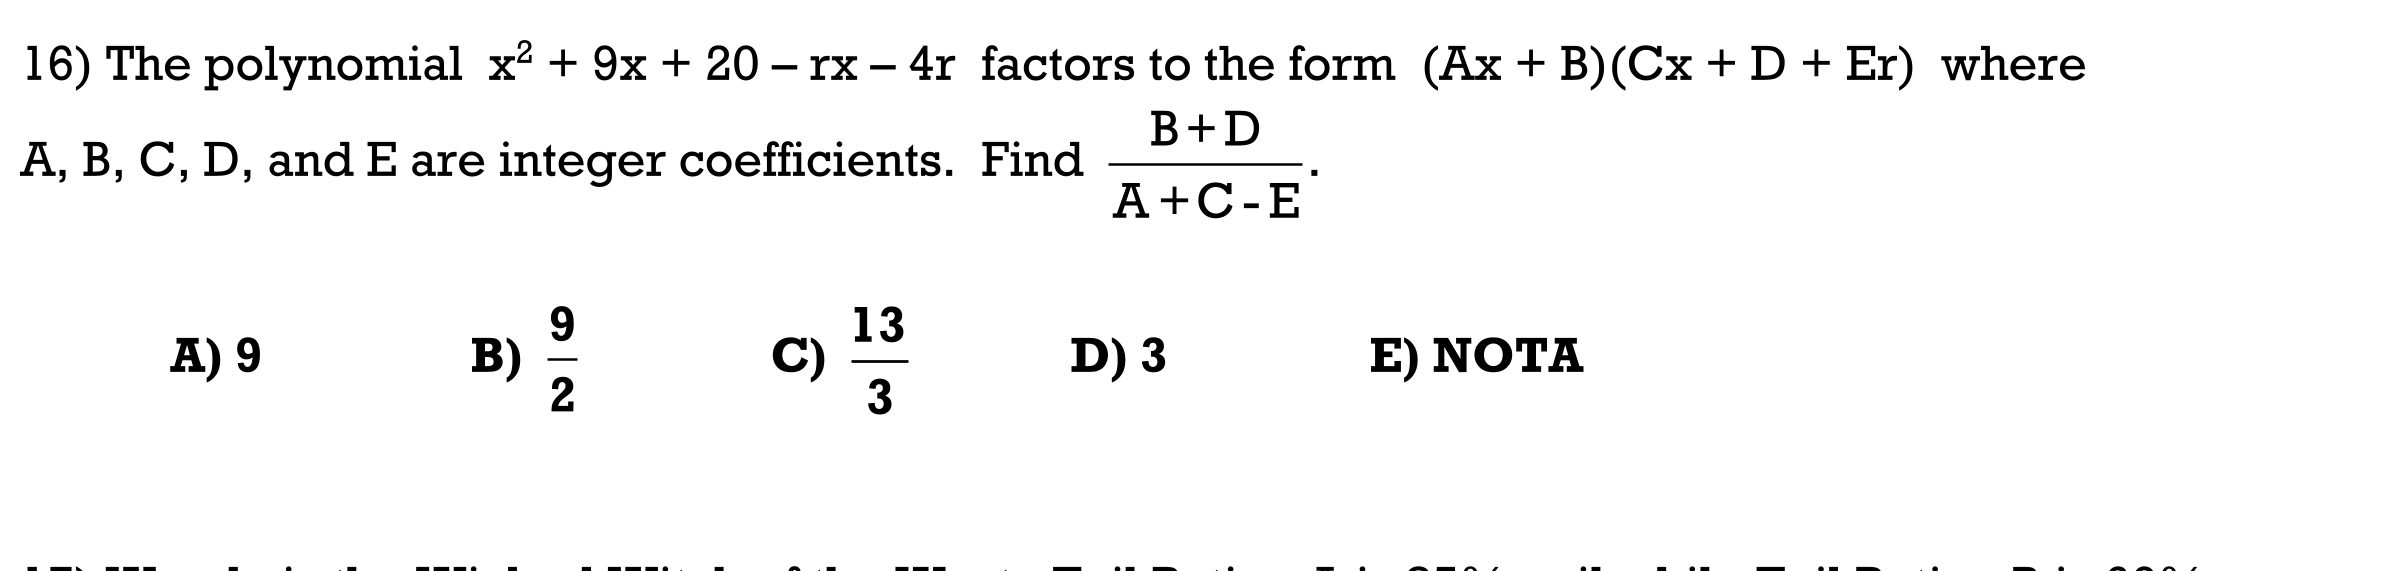 16) The polynomial x² + 9x + 20 – rx – 4r factors to the form (Ax + B)(Cx + D + Er) where
A, B, C, D, and E are integer coefficients. Find B+D
A+C-E .
A) 9 B) 9/2 C) 13/3 D) 3 E) NOTA